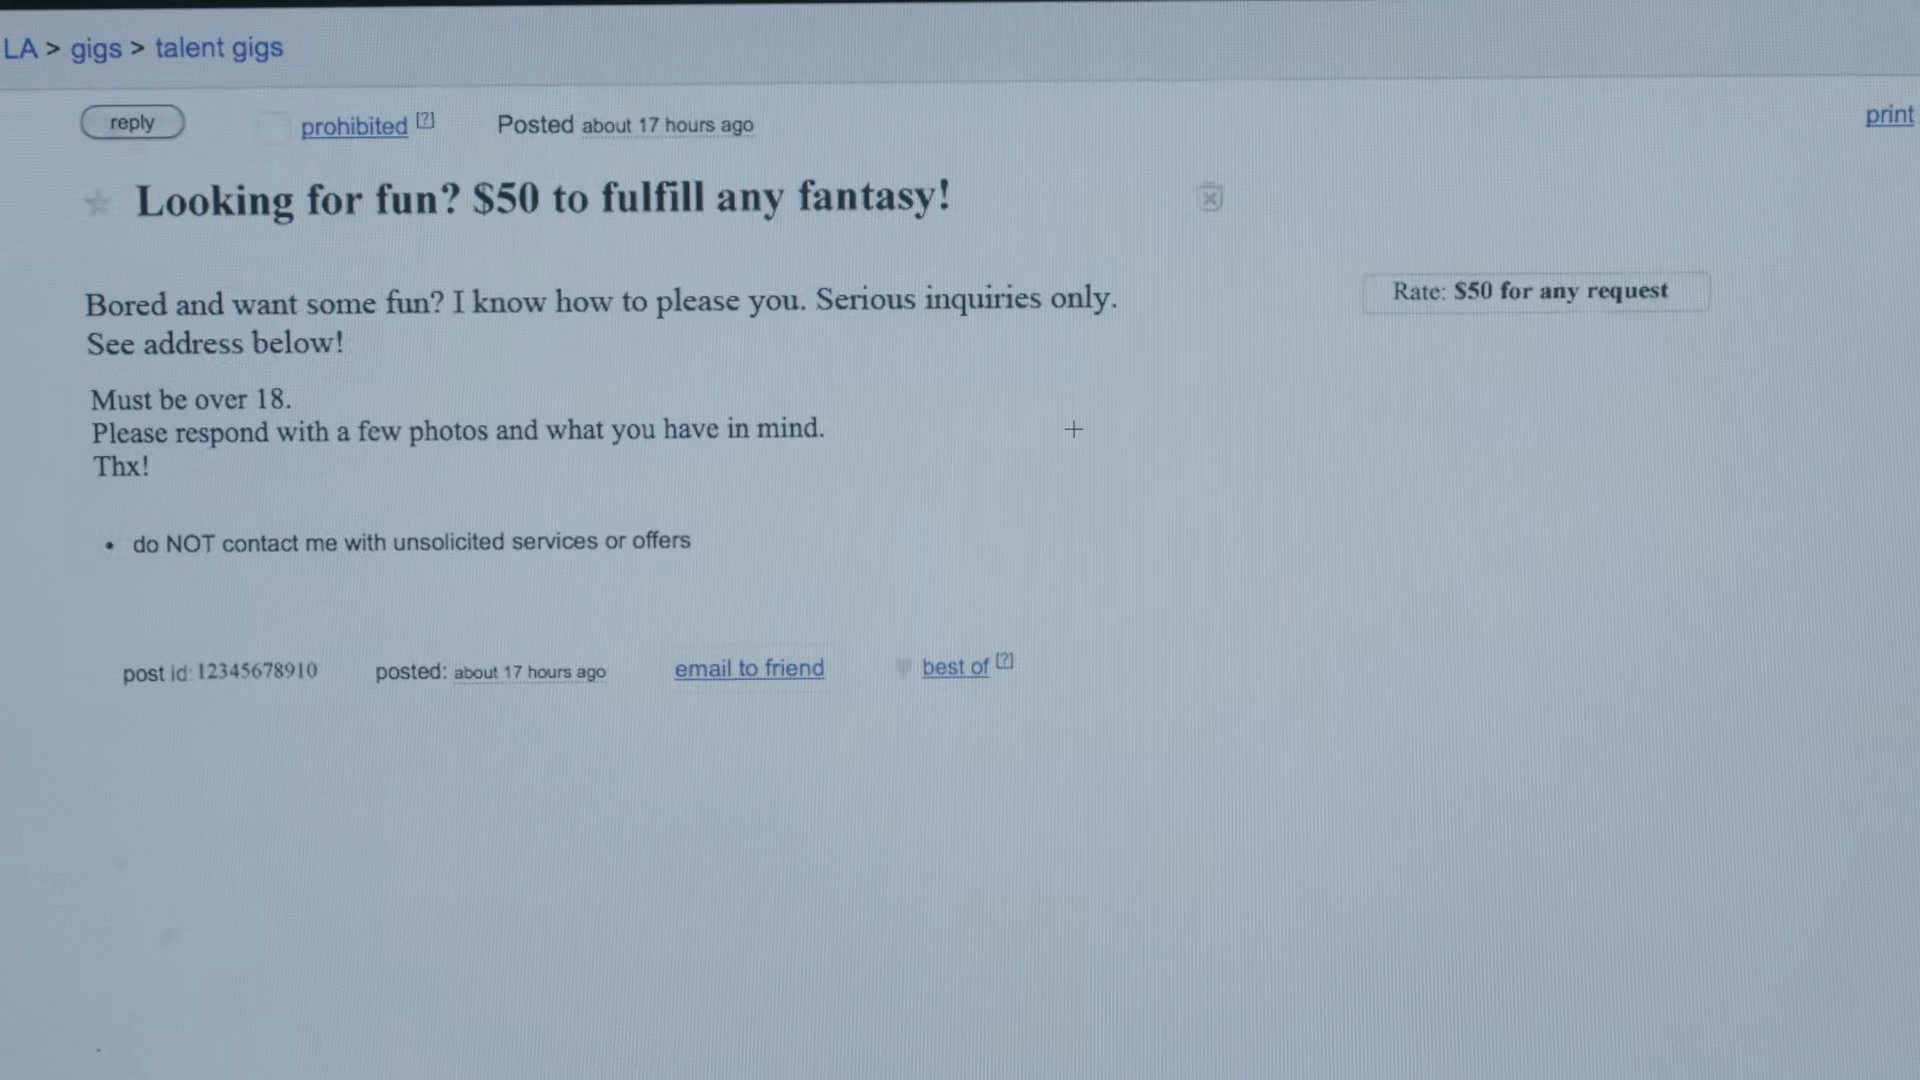 LA > gigs > talent gigs
reply prohibited [?] Posted about 17 hours ago print
Looking for fun? $50 to fulfill any fantasy!
Bored and want some fun? I know how to please you. Serious inquiries only.
See address below!
Rate: $50 for any request
Must be over 18.
Please respond with a few photos and what you have in mind.
Thx!
• do NOT contact me with unsolicited services or offers
post id: 12345678910 posted: about 17 hours ago email to friend best of [?]